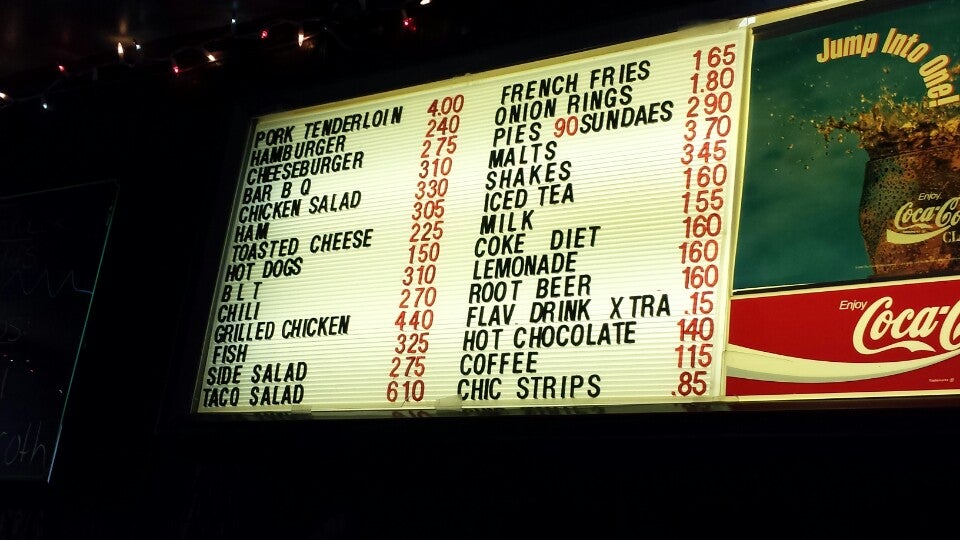 PORK TENDERLOIN 4.00
HAMBURGER 240
CHEESEBURGER 275
BAR B Q 310
CHICKEN SALAD 330
HAM 305
TOASTED CHEESE 225
HOT DOGS 150
B L T 310
CHILI 270
GRILLED CHICKEN 440
FISH 325
SIDE SALAD 275
TACO SALAD 610
FRENCH FRIES 165
ONION RINGS 1.80
PIES 90 SUNDAES 290
MALTS 370
SHAKES 345
ICED TEA 160
MILK 155
COKE DIET 160
LEMONADE 160
ROOT BEER 160
FLAV DRINK XTRA .15
HOT CHOCOLATE 140
COFFEE 115
CHIC STRIPS .85
Jump Into One!
Enjoy
Coca-Co
CL
Enjoy
Coca-C